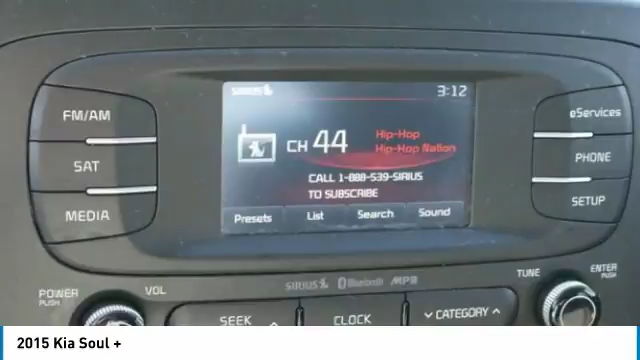 SIRIUS
3:12
FM/AM
SAT
MEDIA
CH 44
Hip-Hop
Hip-Hop Nation
CALL 1-888-539-SIRIUS
TO SUBSCRIBE
Presets List Search Sound
eServices
PHONE
SETUP
SIRIUS Bluetooth MP3
POWER
PUSH
VOL
SEEK
CLOCK
CATEGORY
TUNE
ENTER
PUSH
2015 Kia Soul +